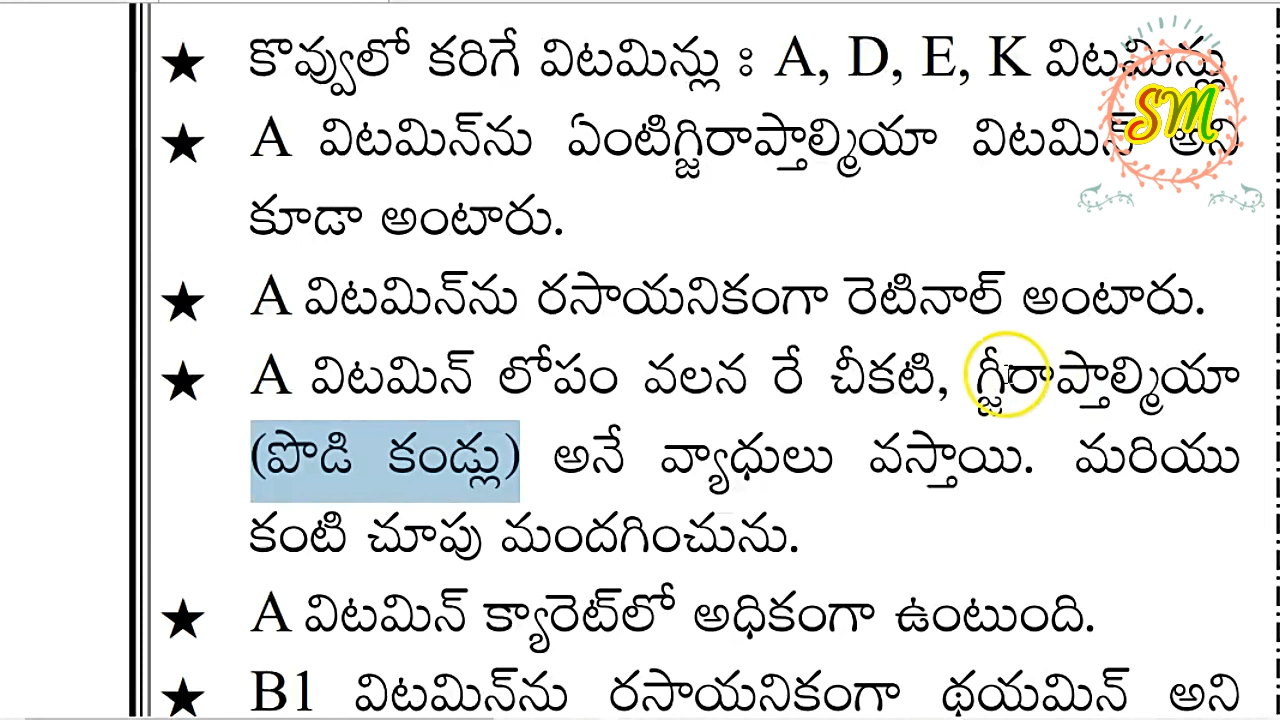 ★ కొవ్వులో కరిగే విటమిన్లు : A, D, E, K విటమిన్లు
★ A విటమిన్‌ను ఏంటిగ్జిరాఫ్తాల్మియా విటమిన్ అని
కూడా అంటారు.
★ A విటమిన్‌ను రసాయనికంగా రెటినాల్ అంటారు.
★ A విటమిన్ లోపం వలన రే చీకటి, గ్జీరాఫ్తాల్మియా
(పొడి కండ్లు) అనే వ్యాధులు వస్తాయి. మరియు
కంటి చూపు మందగించును.
★ A విటమిన్ క్యారెట్‌లో అధికంగా ఉంటుంది.
★ B1 విటమిన్‌ను రసాయనికంగా థయమిన్ అని
SM